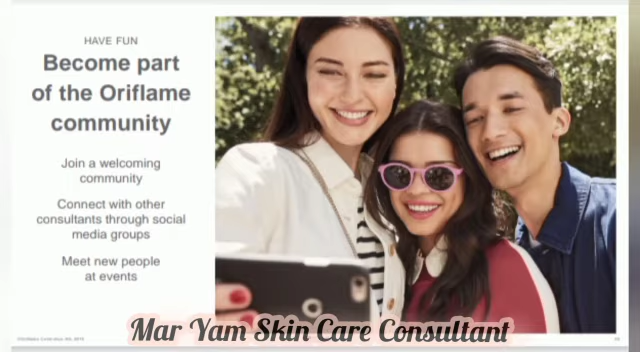 HAVE FUN
Become part
of the Oriflame
community
Join a welcoming
community
Connect with other
consultants through social
media groups
Meet new people
at events
Mar Yam Skin Care Consultant